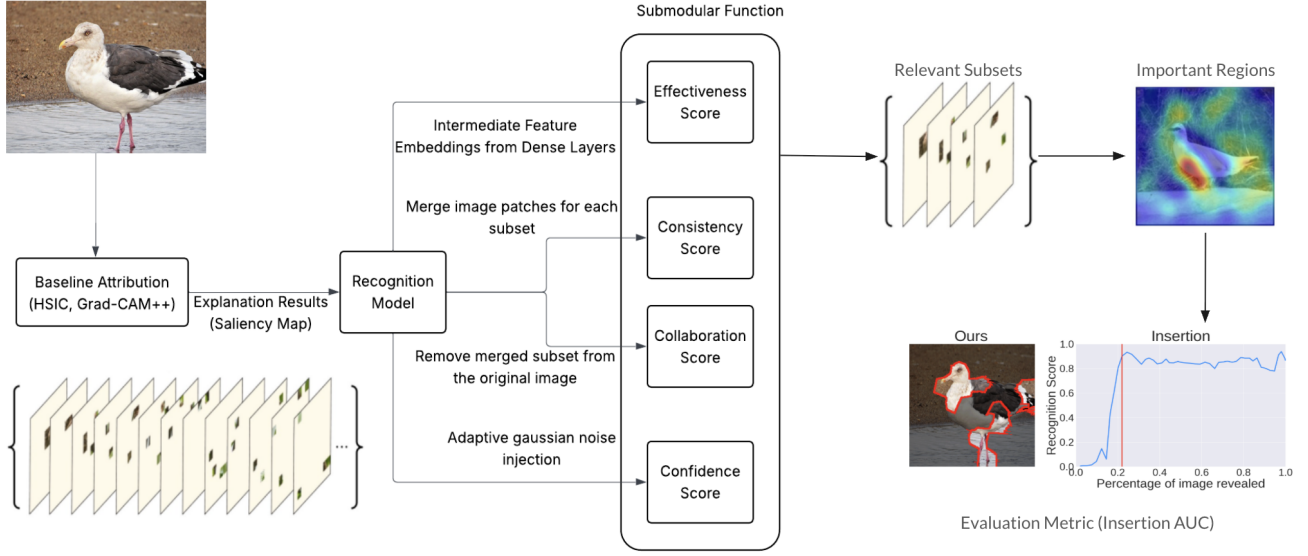 Submodular Function
Effectiveness
Score
Relevant Subsets
Important Regions
Intermediate Feature
Embeddings from Dense Layers
Merge image patches for each
subset
Consistency
Score
Baseline Attribution
(HSIC, Grad-CAM++)
Explanation Results
(Saliency Map)
Recognition
Model
Collaboration
Score
Remove merged subset from
the original image
Adaptive gaussian noise
injection
Confidence
Score
...
Ours
Insertion
Recognition Score
1.0
0.8
0.6
0.4
0.2
0.0
0.0 0.2 0.4 0.6 0.8 1.0
Percentage of image revealed
Evaluation Metric (Insertion AUC)